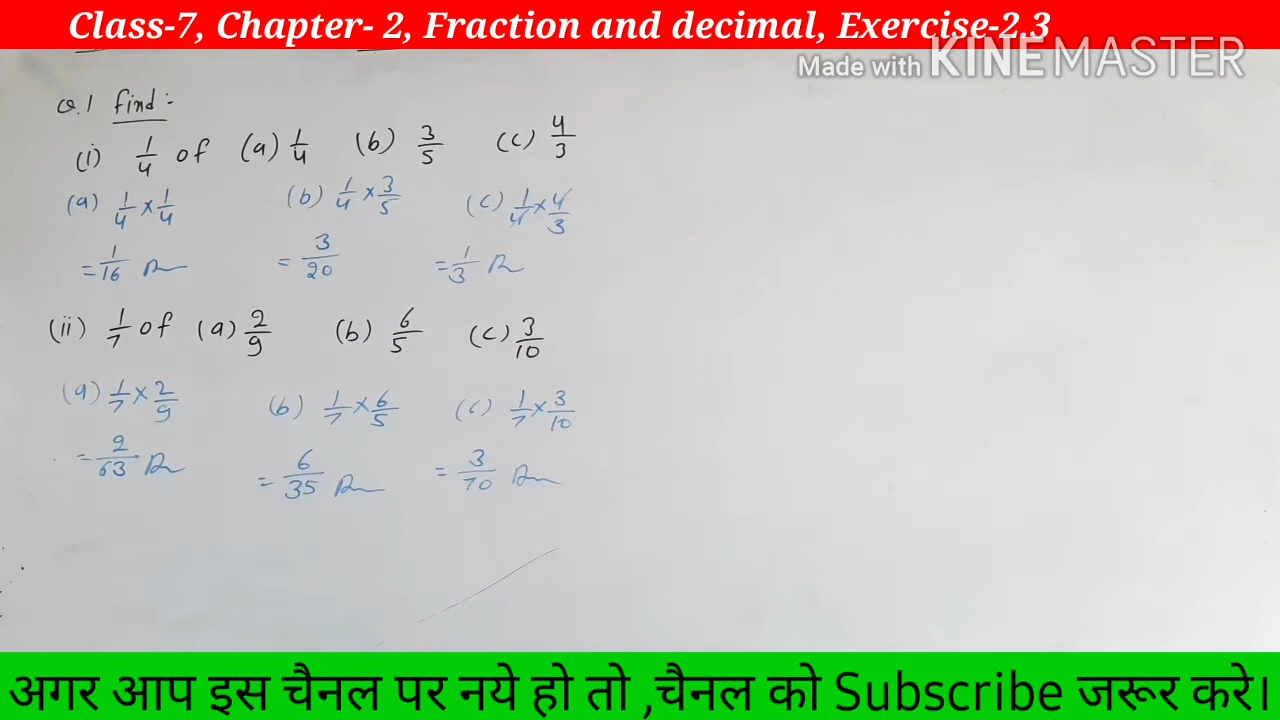 Class-7, Chapter- 2, Fraction and decimal, Exercise-2.3
Made with KINEMASTER
Q.1 find :-
(i) 1/4 of (a) 1/4 (b) 3/5 (c) 4/3
(a) 1/4 × 1/4 (b) 1/4 × 3/5 (c) 1/4 × 4/3
= 1/16 (b) = 3/20 = 1/3
(ii) 1/7 of (a) 2/9 (b) 6/5 (c) 3/10
(a) 1/7 × 2/9 (b) 1/7 × 6/5 (c) 1/7 × 3/10
= 2/63 = 6/35 = 3/70
अगर आप इस चैनल पर नये हो तो ,चैनल को Subscribe जरूर करे।